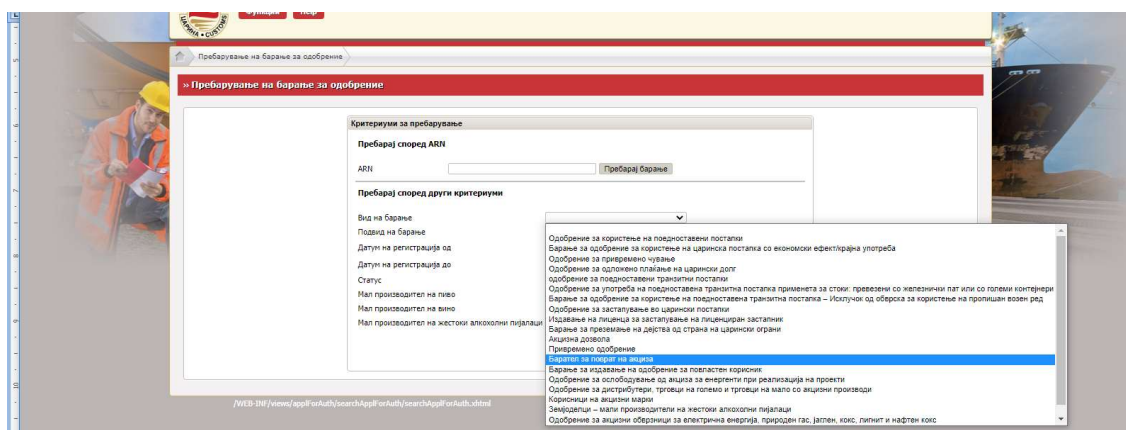 ЦАРИНА • CUSTOMS
Функции Help
Пребарување на барање за одобрение
» Пребарување на барање за одобрение
Критериуми за пребарување
Пребарај според ARN
ARN Пребарај барање
Пребарај според други критериуми
Вид на барање
Подвид на барање
Датум на регистрација од
Датум на регистрација до
Статус
Мал производител на пиво
Мал производител на вино
Мал производител на жестоки алкохолни пијалаци
Одобрение за користење на поедноставени постапки
Барање за одобрение за користење на царинска постапка со економски ефект/крајна употреба
Одобрение за привремено чување
Одобрение за одложено плаќање на царински долг
одобрение за поедноставени транзитни постапки
Одобрение за употреба на поедноставена транзитна постапка применета за стоки: превезени со железнички пат или со големи контејнери
Барање за одобрение за користење на поедноставена транзитна постапка – Исклучок од обврска за користење на пропишан возен ред
Одобрение за застапување во царински постапки
Издавање на лиценца за застапување на лиценциран застапник
Барање за преземање на дејства од страна на царински органи
Акцизна дозвола
Привремено одобрение
Барател за поврат на акциза
Барање за издавање на одобрение за повластен корисник
Одобрение за ослободување од акциза за енергенти при реализација на проекти
Одобрение за дистрибутери, трговци на големо и трговци на мало со акцизни производи
Корисници на акцизни марки
Земјоделци – мали производители на жестоки алкохолни пијалаци
Одобрение за акцизни обврзници за електрична енергија, природен гас, јаглен, кокс, лигнит и нафтен кокс
/WEB-INF/views/applForAuth/searchApplForAuth/searchApplForAuth.xhtml